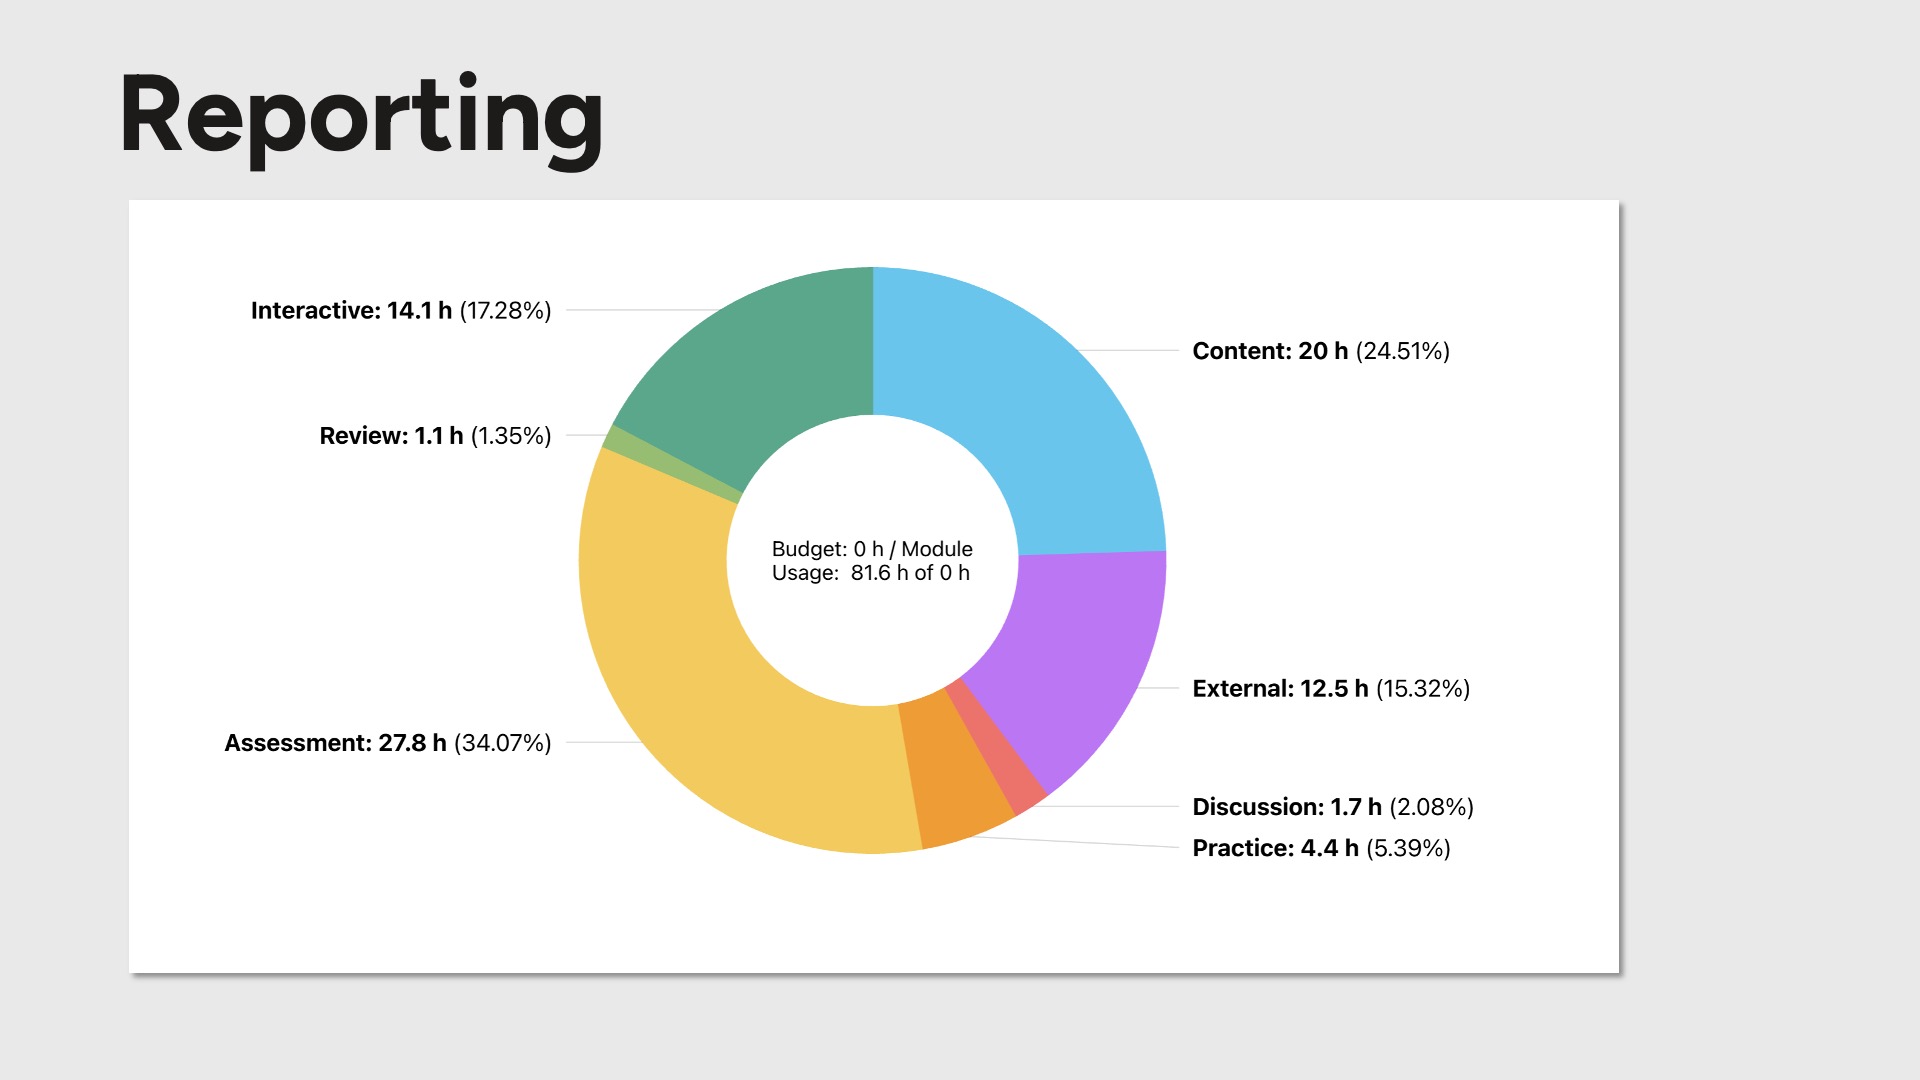 Reporting
Interactive: 14.1 h (17.28%)
Content: 20 h (24.51%)
Review: 1.1 h (1.35%)
Budget: 0 h / Module
Usage: 81.6 h of 0 h
External: 12.5 h (15.32%)
Assessment: 27.8 h (34.07%)
Discussion: 1.7 h (2.08%)
Practice: 4.4 h (5.39%)